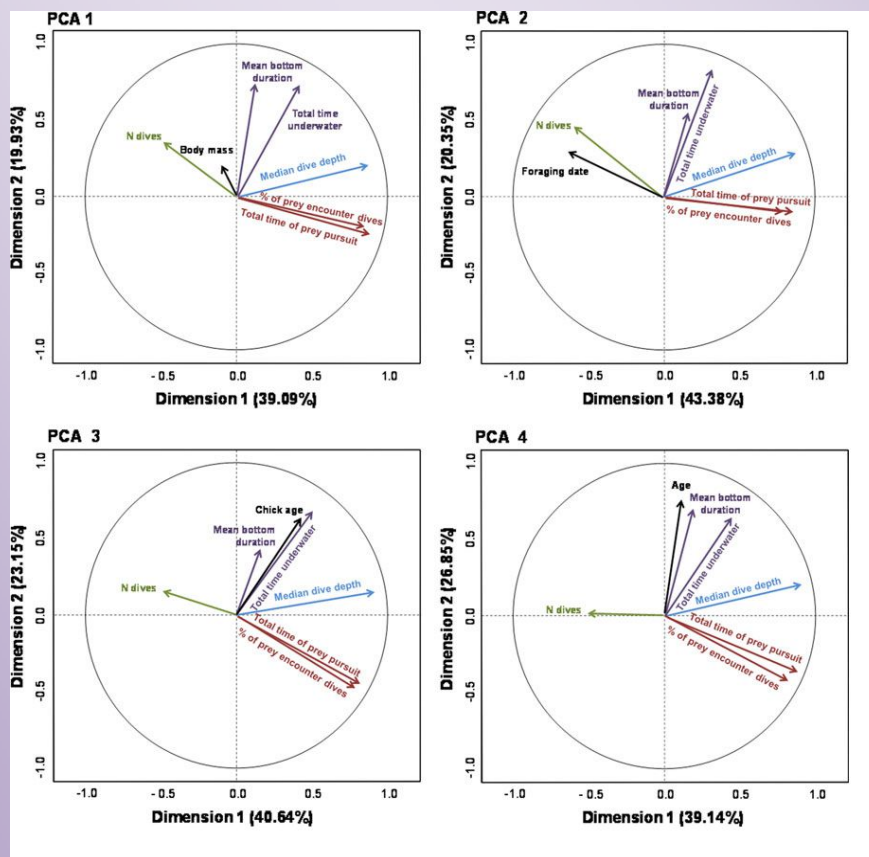 PCA 1
1.0
0.5
0.0
-0.5
-1.0
Dimension 2 (19.93%)
Mean bottom
duration
Total time
underwater
N dives
Body mass
Median dive depth
% of prey encounter dives
Total time of prey pursuit
-1.0
- 0.5
0.0
0.5
1.0
Dimension 1 (39.09%)
PCA 2
1.0
0.5
0.0
-0.5
-1.0
Dimension 2 (20.35%)
Mean bottom
duration
Total time underwater
N dives
Foraging date
Median dive depth
Total time of prey pursuit
% of prey encounter dives
-1.0
- 0.5
0.0
0.5
1.0
Dimension 1 (43.38%)
PCA 3
1.0
0.5
0.0
-0.5
-1.0
Dimension 2 (23.15%)
Chick age
Mean bottom
duration
Total time underwater
N dives
Median dive depth
Total time of prey pursuit
% of prey encounter dives
-1.0
- 0.5
0.0
0.5
1.0
Dimension 1 (40.64%)
PCA 4
1.0
0.5
0.0
-0.5
-1.0
Dimension 2 (26.85%)
Age
Mean bottom
duration
Total time underwater
N dives
Median dive depth
Total time of prey pursuit
% of prey encounter dives
-1.0
- 0.5
0.0
0.5
1.0
Dimension 1 (39.14%)